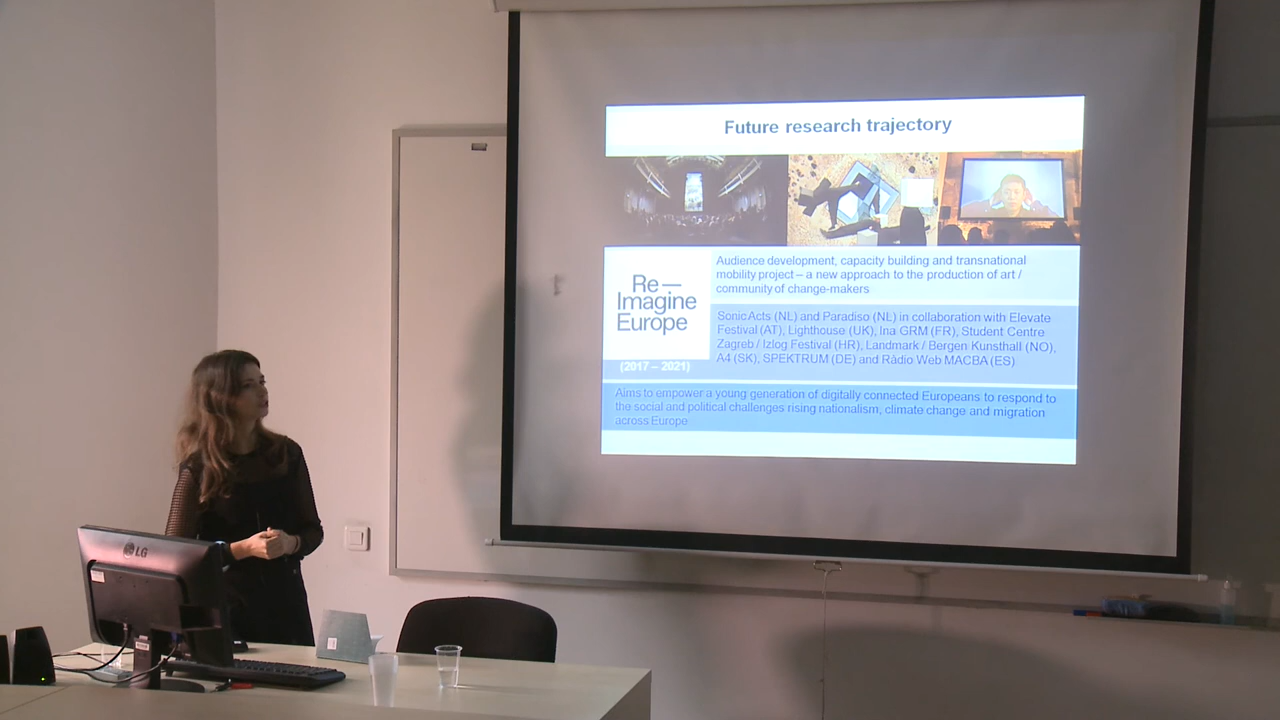 Future research trajectory
Re—
Imagine
Europe
(2017 – 2021)
Audience development, capacity building and transnational
mobility project – a new approach to the production of art /
community of change-makers
Sonic Acts (NL) and Paradiso (NL) in collaboration with Elevate
Festival (AT), Lighthouse (UK), Ina GRM (FR), Student Centre
Zagreb / Izlog Festival (HR), Landmark / Bergen Kunsthall (NO),
A4 (SK), SPEKTRUM (DE) and Ràdio Web MACBA (ES)
Aims to empower a young generation of digitally connected Europeans to respond to
the social and political challenges rising nationalism, climate change and migration
across Europe
LG